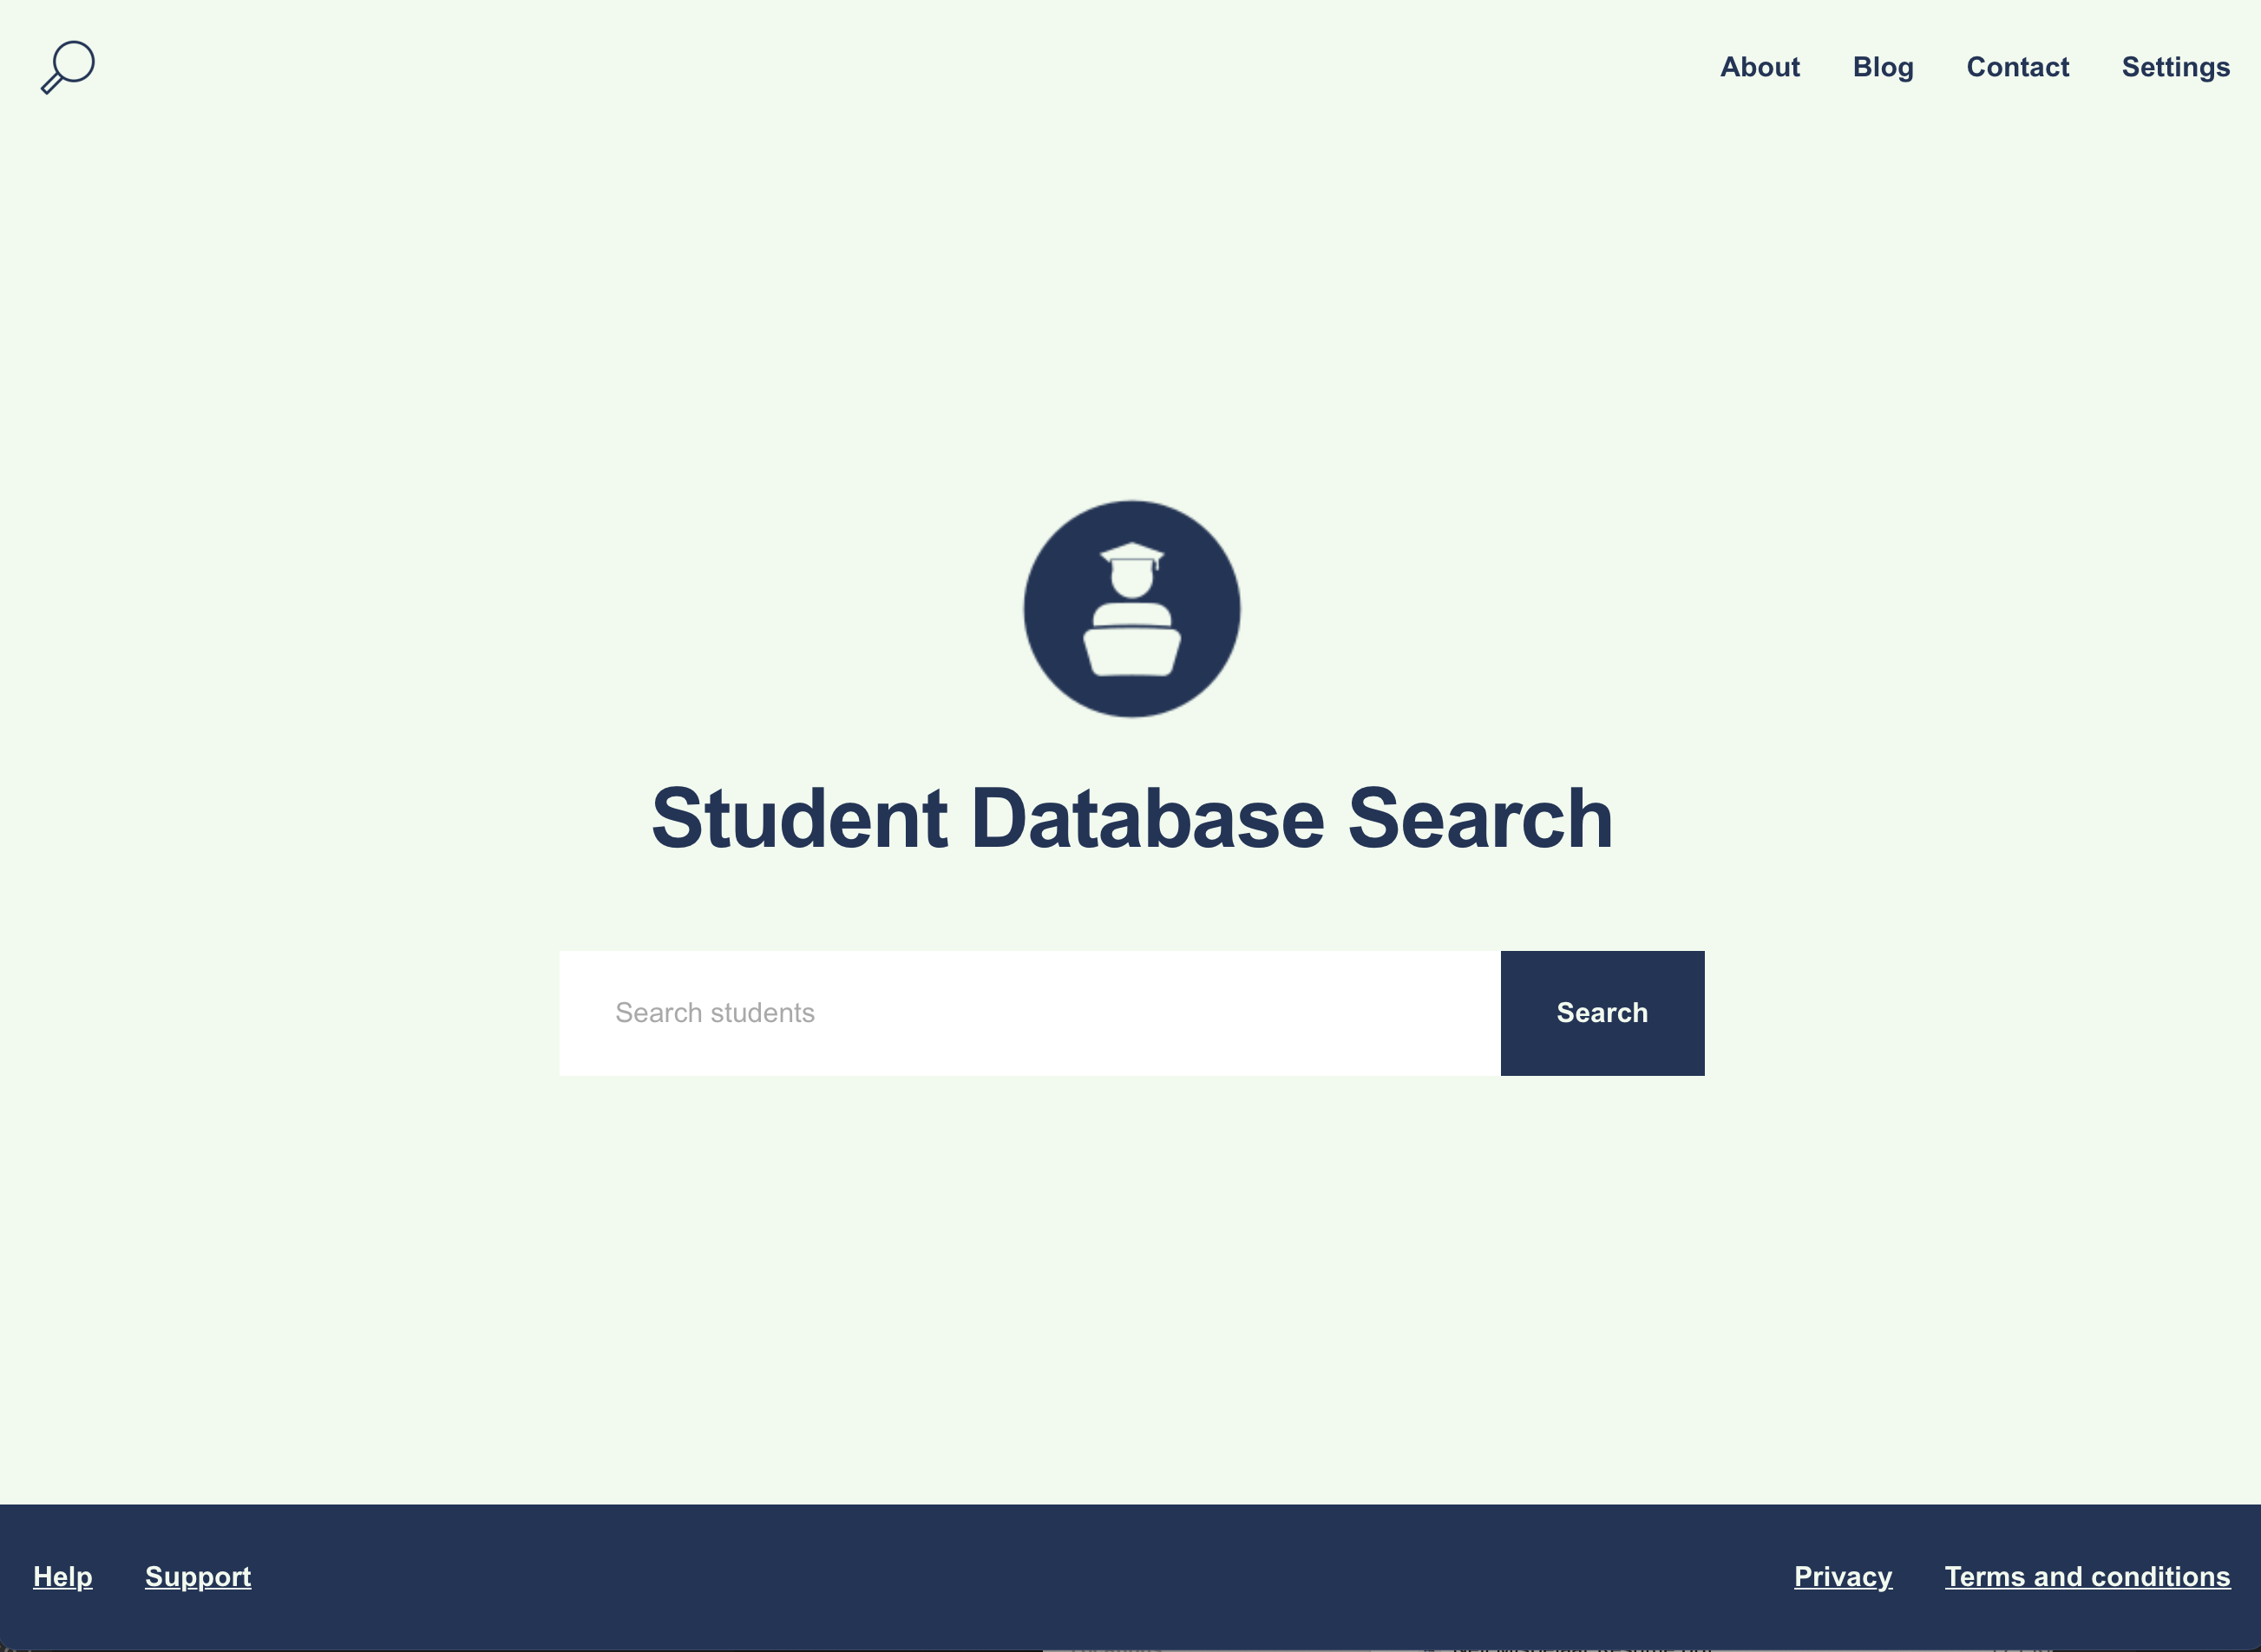 About Blog Contact Settings
Student Database Search
Search students Search
Help Support Privacy Terms and conditions